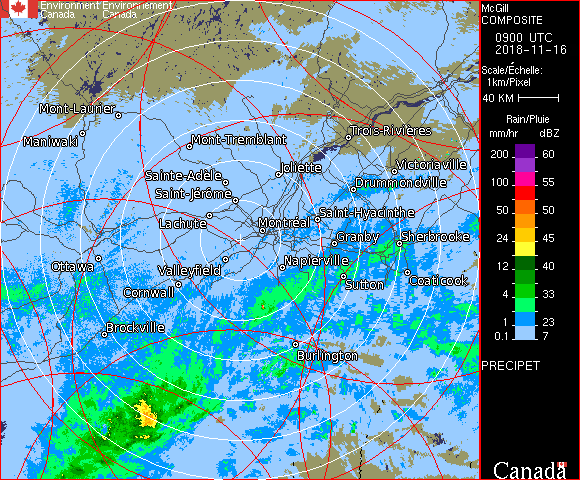 Environment Environnement
Canada Canada
McGill
COMPOSITE
0900 UTC
2018-11-16
Scale/Échelle:
1km/Pixel
40 KM
Rain/Pluie
mm/hr dBZ
200 60
100 55
50 50
24 45
12 40
8 33
4 33
1 23
0.1 7
PRECIPET
Canada
Mont-Laurier
Maniwaki
Mont-Tremblant
Trois-Rivières
Joliette
Victoriaville
Sainte-Adèle
Drummondville
Saint-Jérôme
Saint-Hyacinthe
Lachute
Montréal
Granby
Sherbrooke
Ottawa
Valleyfield
Napierville
Coaticook
Cornwall
Sutton
Brockville
Burlington